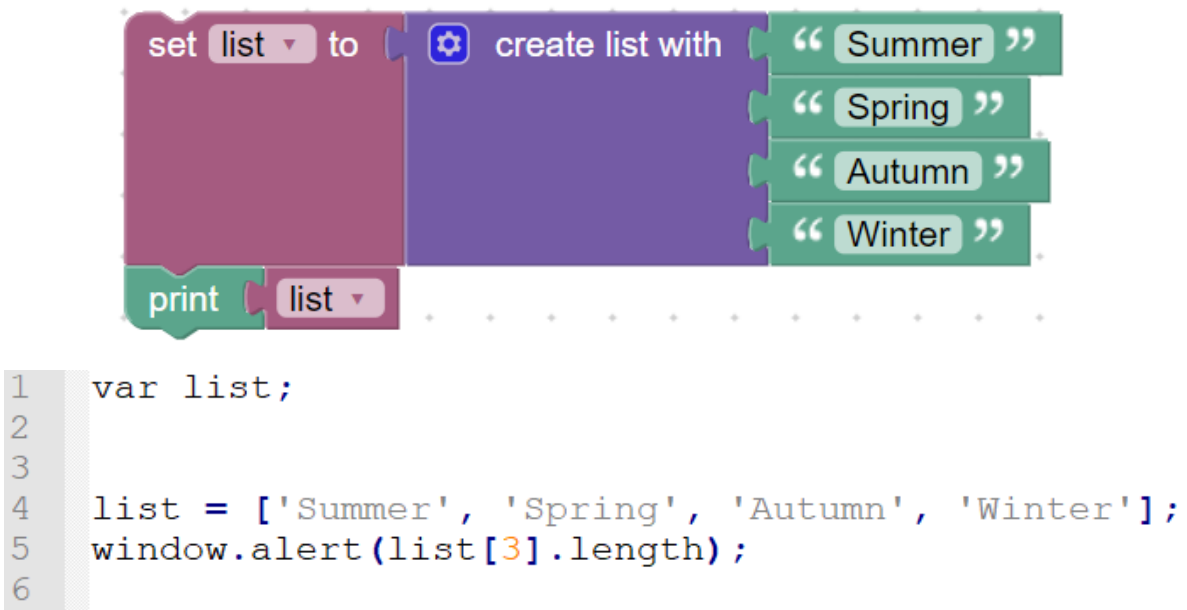 set list ▾ to create list with “ Summer ”
“ Spring ”
“ Autumn ”
“ Winter ”
print list ▾
1 var list;
2
3
4 list = ['Summer', 'Spring', 'Autumn', 'Winter'];
5 window.alert(list[3].length);
6